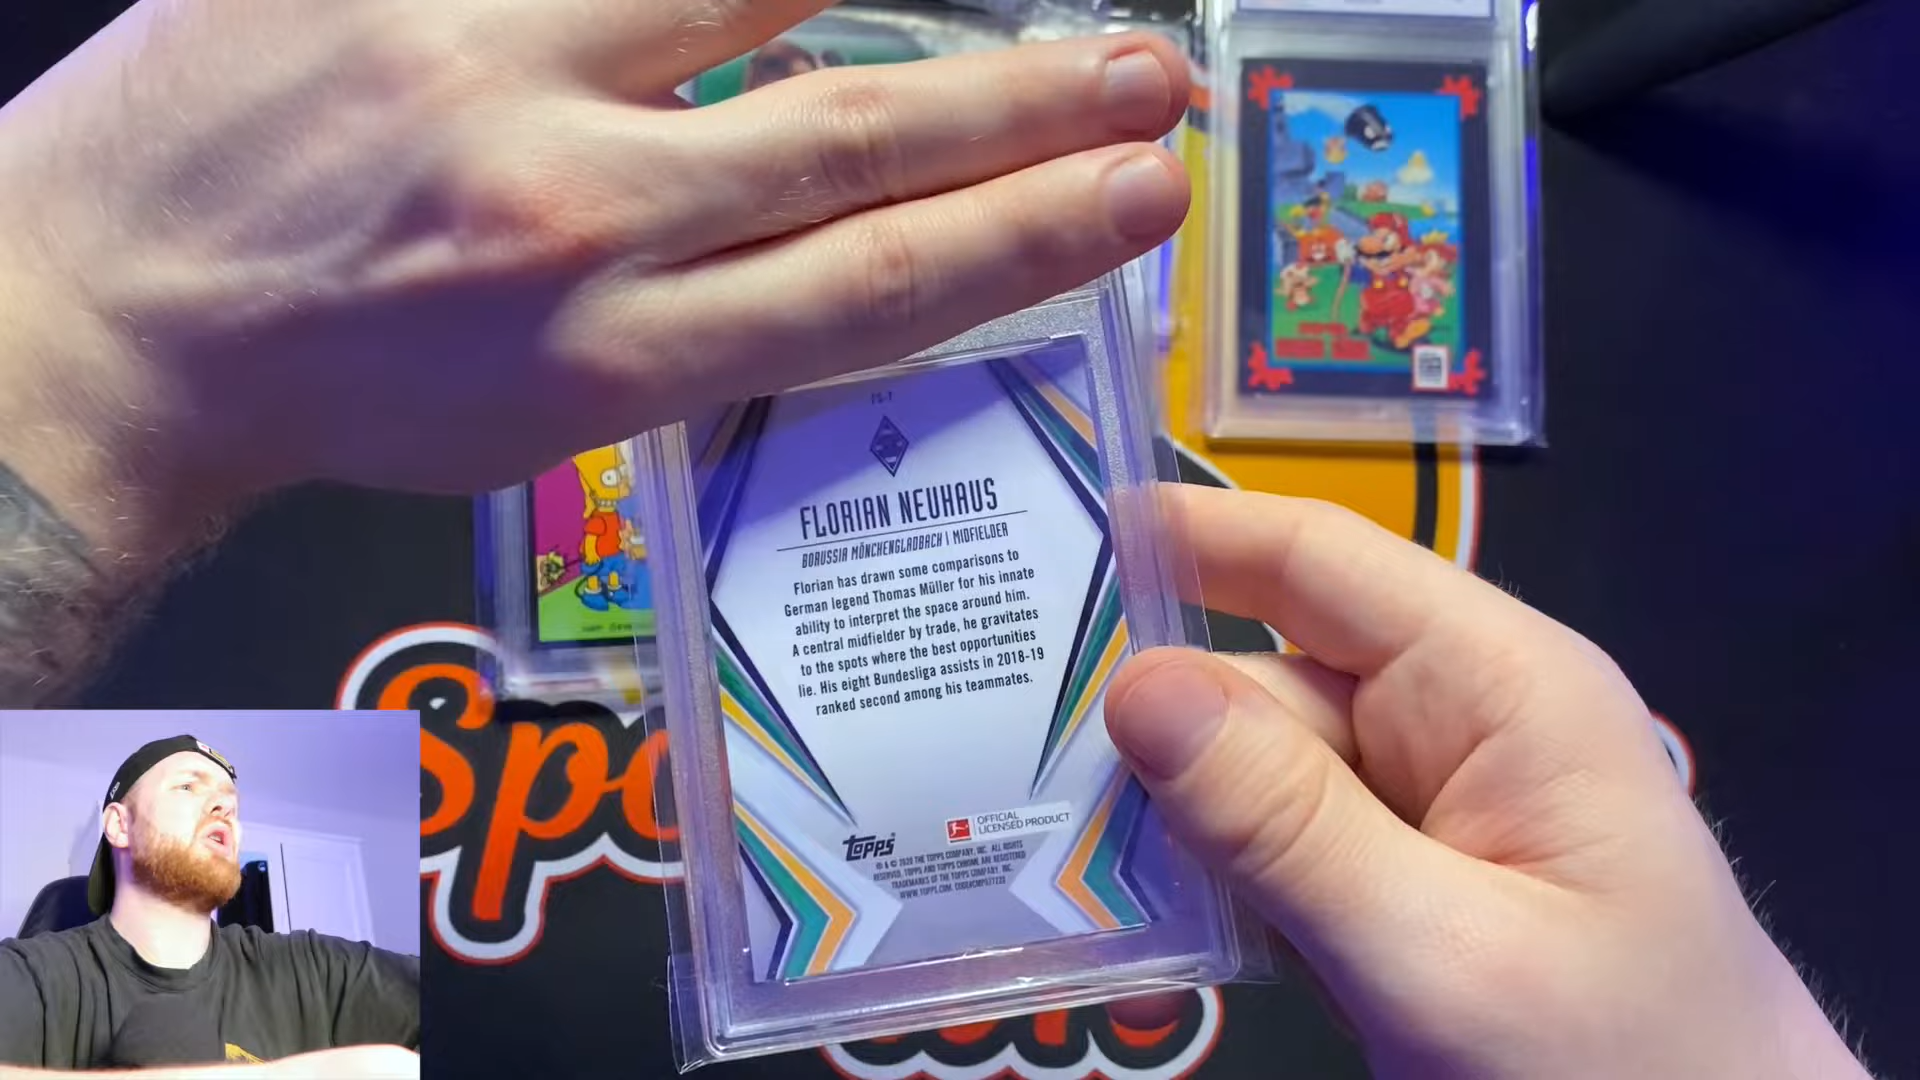 FLORIAN NEUHAUS
BORUSSIA MÖNCHENGLADBACH | MIDFIELDER
Florian has drawn some comparisons to
German legend Thomas Müller for his innate
ability to interpret the space around him.
A central midfielder by trade, he gravitates
to the spots where the best opportunities
lie. His eight Bundesliga assists in 2018-19
ranked second among his teammates.
topps
OFFICIAL
LICENSED PRODUCT
® & © 2020 THE TOPPS COMPANY, INC. ALL RIGHTS
RESERVED. TOPPS AND TOPPS CHROME ARE REGISTERED
TRADEMARKS OF THE TOPPS COMPANY, INC.
WWW.TOPPS.COM
Spo